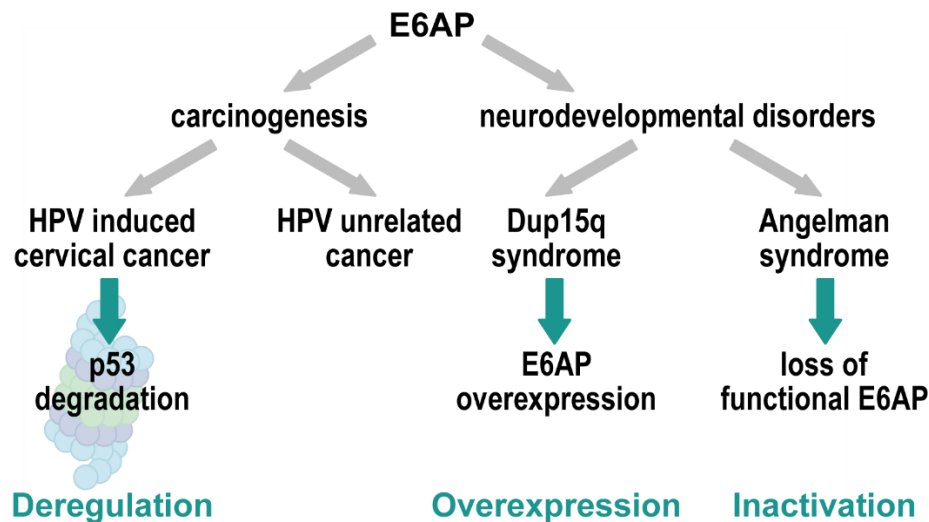 E6AP
carcinogenesis
neurodevelopmental disorders
HPV induced
cervical cancer
HPV unrelated
cancer
Dup15q
syndrome
Angelman
syndrome
p53
degradation
E6AP
overexpression
loss of
functional E6AP
Deregulation
Overexpression
Inactivation